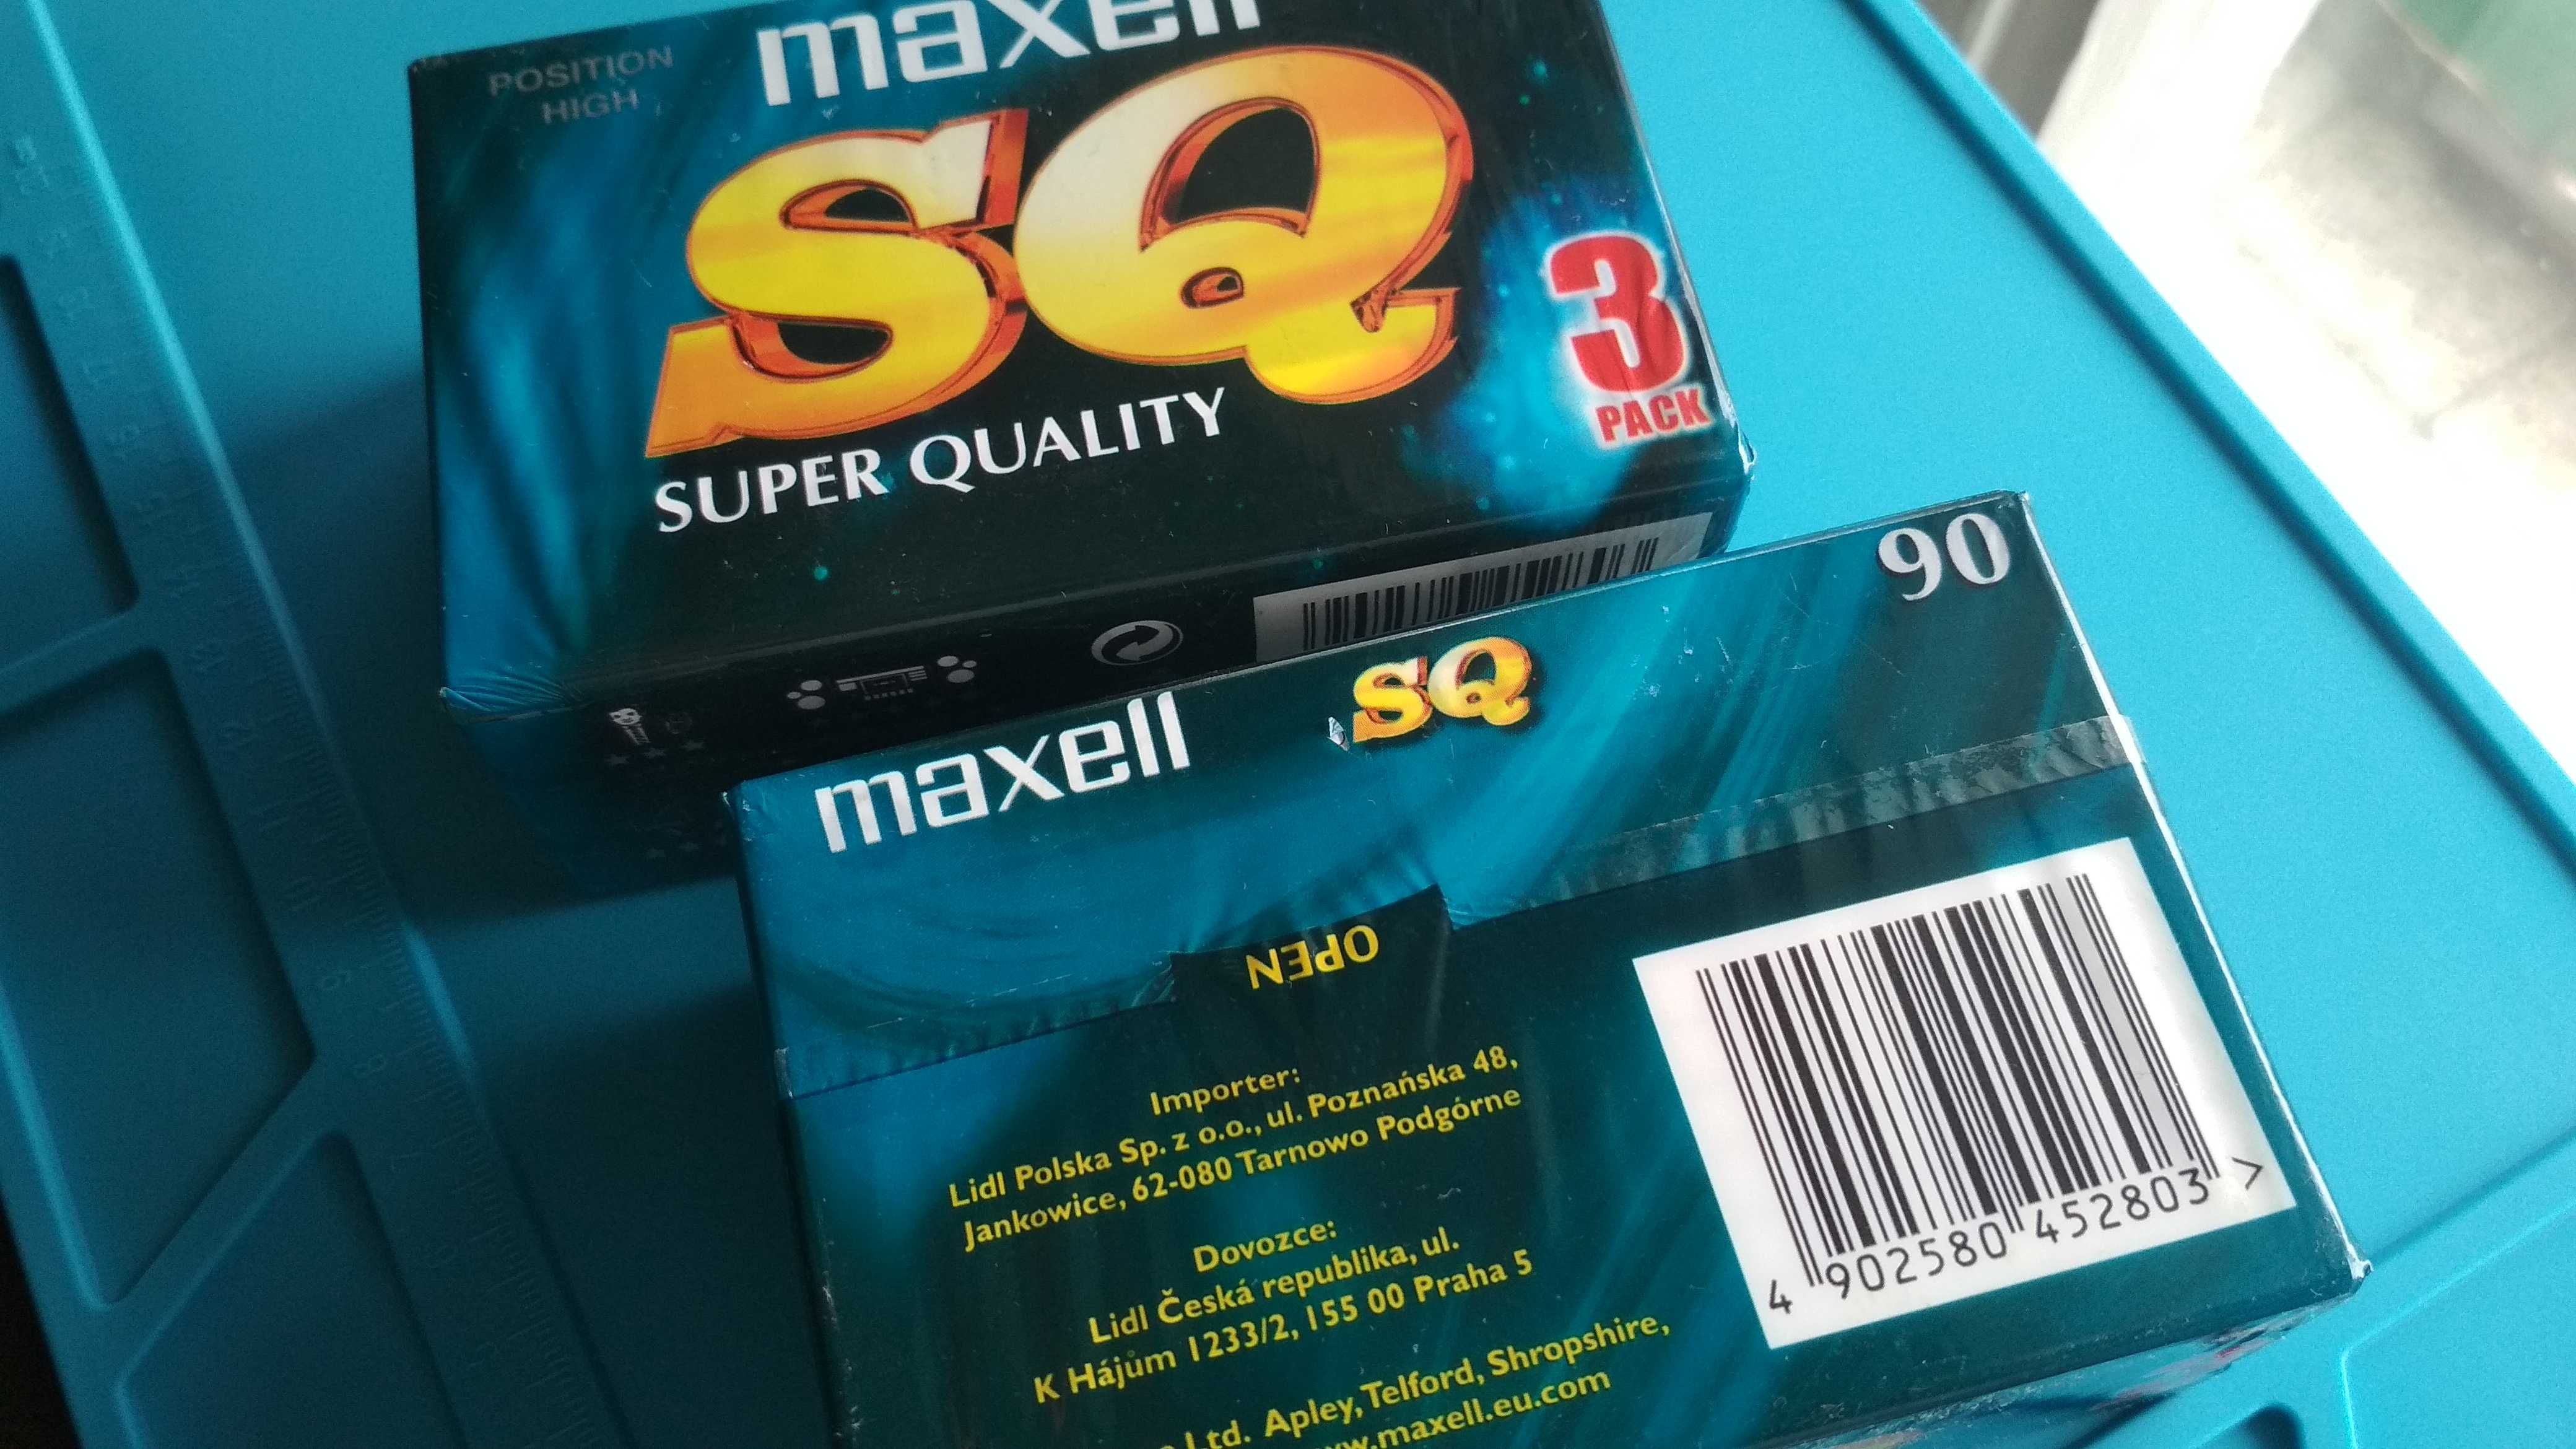 POSITION
HIGH
maxell
SQ
SUPER QUALITY
3
PACK
maxell
SQ
90
OPEN
Importer:
Lidl Polska Sp. z o.o., ul. Poznańska 48,
Jankowice, 62-080 Tarnowo Podgórne
Dovozce:
Lidl Česká republika, ul.
K Hájům 1233/2, 155 00 Praha 5
Ltd. Apley, Telford, Shropshire,
www.maxell.eu.com
4 902580 452803 >